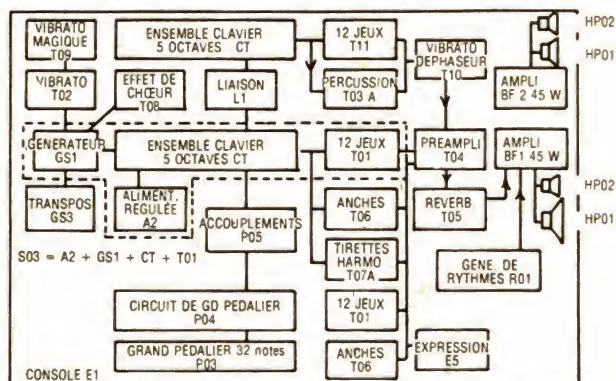 VIBRATO
MAGIQUE
T09
ENSEMBLE CLAVIER
5 OCTAVES CT
12 JEUX
T11
VIBRATO
DEPHASEUR
T10
HP02
HP01
VIBRATO
T02
EFFET DE
CHŒUR
T08
LIAISON
L1
PERCUSSION
T03 A
AMPLI
BF 2 45 W
GENERATEUR
GS1
ENSEMBLE CLAVIER
5 OCTAVES CT
12 JEUX
T01
PREAMPLI
T04
AMPLI
BF1 45 W
TRANSPOS
GS3
ALIMENT.
REGULÉE
A2
ACCOUPLEMENTS
P05
ANCHES
T06
REVERB
T05
HP02
HP01
S03 = A2 + GS1 + CT + T01
TIRETTES
HARMO
T07A
GENE. DE
RYTHMES R01
CIRCUIT DE GD PEDALIER
P04
12 JEUX
T01
GRAND PEDALIER 32 notes
P03
ANCHES
T06
EXPRESSION
E5
CONSOLE E1